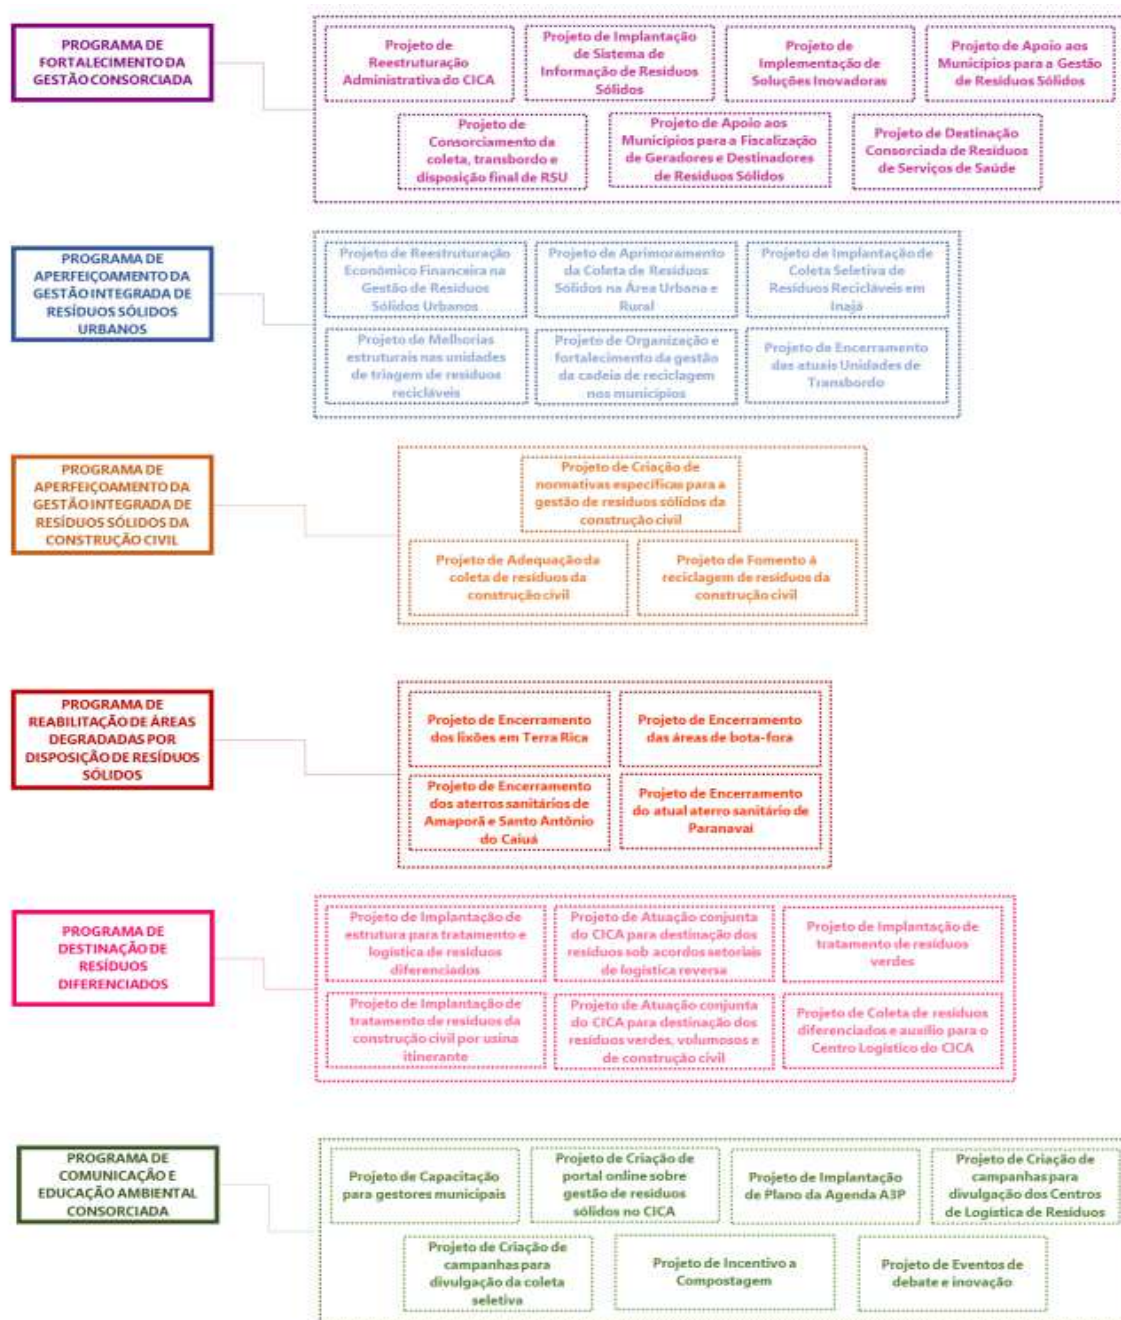 PROGRAMA DE
FORTALECIMENTO DA
GESTÃO CONSORCIADA
Projeto de
Reestruturação
Administrativa do CICA
Projeto de Implantação
de Sistema de
Informação de Resíduos
Sólidos
Projeto de
Implementação de
Soluções Inovadoras
Projeto de Apoio aos
Municípios para a Gestão
de Resíduos Sólidos
Projeto de
Consorciamento da
coleta, transbordo e
disposição final de RSU
Projeto de Apoio aos
Municípios para a Fiscalização
de Geradores e Destinadores
de Resíduos Sólidos
Projeto de Destinação
Consorciada de Resíduos
de Serviços de Saúde
PROGRAMA DE
APERFEIÇOAMENTO DA
GESTÃO INTEGRADA DE
RESÍDUOS SÓLIDOS
URBANOS
Projeto de Reestruturação
Econômico Financeira na
Gestão de Resíduos
Sólidos Urbanos
Projeto de Aprimoramento
da Coleta de Resíduos
Sólidos na Área Urbana e
Rural
Projeto de Implantação de
Coleta Seletiva de
Resíduos Recicláveis em
Inajá
Projeto de Melhorias
estruturais nas unidades
de triagem de resíduos
recicláveis
Projeto de Organização e
fortalecimento da gestão
da cadeia de reciclagem
nos municípios
Projeto de Encerramento
das atuais Unidades de
Transbordo
PROGRAMA DE
APERFEIÇOAMENTO DA
GESTÃO INTEGRADA DE
RESÍDUOS SÓLIDOS DA
CONSTRUÇÃO CIVIL
Projeto de Criação de
normativas específicas para a
gestão de resíduos sólidos da
construção civil
Projeto de Adequação da
coleta de resíduos da
construção civil
Projeto de Fomento à
reciclagem de resíduos da
construção civil
PROGRAMA DE
REABILITAÇÃO DE ÁREAS
DEGRADADAS POR
DISPOSIÇÃO DE RESÍDUOS
SÓLIDOS
Projeto de Encerramento
dos lixões em Terra Rica
Projeto de Encerramento
das áreas de bota-fora
Projeto de Encerramento
dos aterros sanitários de
Amaporã e Santo Antônio
do Caiuá
Projeto de Encerramento
do atual aterro sanitário de
Paranavaí
PROGRAMA DE
DESTINAÇÃO DE
RESÍDUOS
DIFERENCIADOS
Projeto de Implantação de
estrutura para tratamento e
logística de resíduos
diferenciados
Projeto de Atuação conjunta
do CICA para destinação dos
resíduos sob acordos setoriais
de logística reversa
Projeto de Implantação de
tratamento de resíduos
verdes
Projeto de Implantação de
tratamento de resíduos da
construção civil por usina
itinerante
Projeto de Atuação conjunta
do CICA para destinação dos
resíduos verdes, volumosos e
de construção civil
Projeto de Coleta de resíduos
diferenciados e auxílio para o
Centro Logístico do CICA
PROGRAMA DE
COMUNICAÇÃO E
EDUCAÇÃO AMBIENTAL
CONSORCIADA
Projeto de Capacitação
para gestores municipais
Projeto de Criação de
portal online sobre
gestão de resíduos
sólidos no CICA
Projeto de Implantação
de Plano da Agenda A3P
Projeto de Criação de
campanhas para
divulgação dos Centros
de Logística de Resíduos
Projeto de Criação de
campanhas para
divulgação da coleta
seletiva
Projeto de Incentivo a
Compostagem
Projeto de Eventos de
debate e inovação